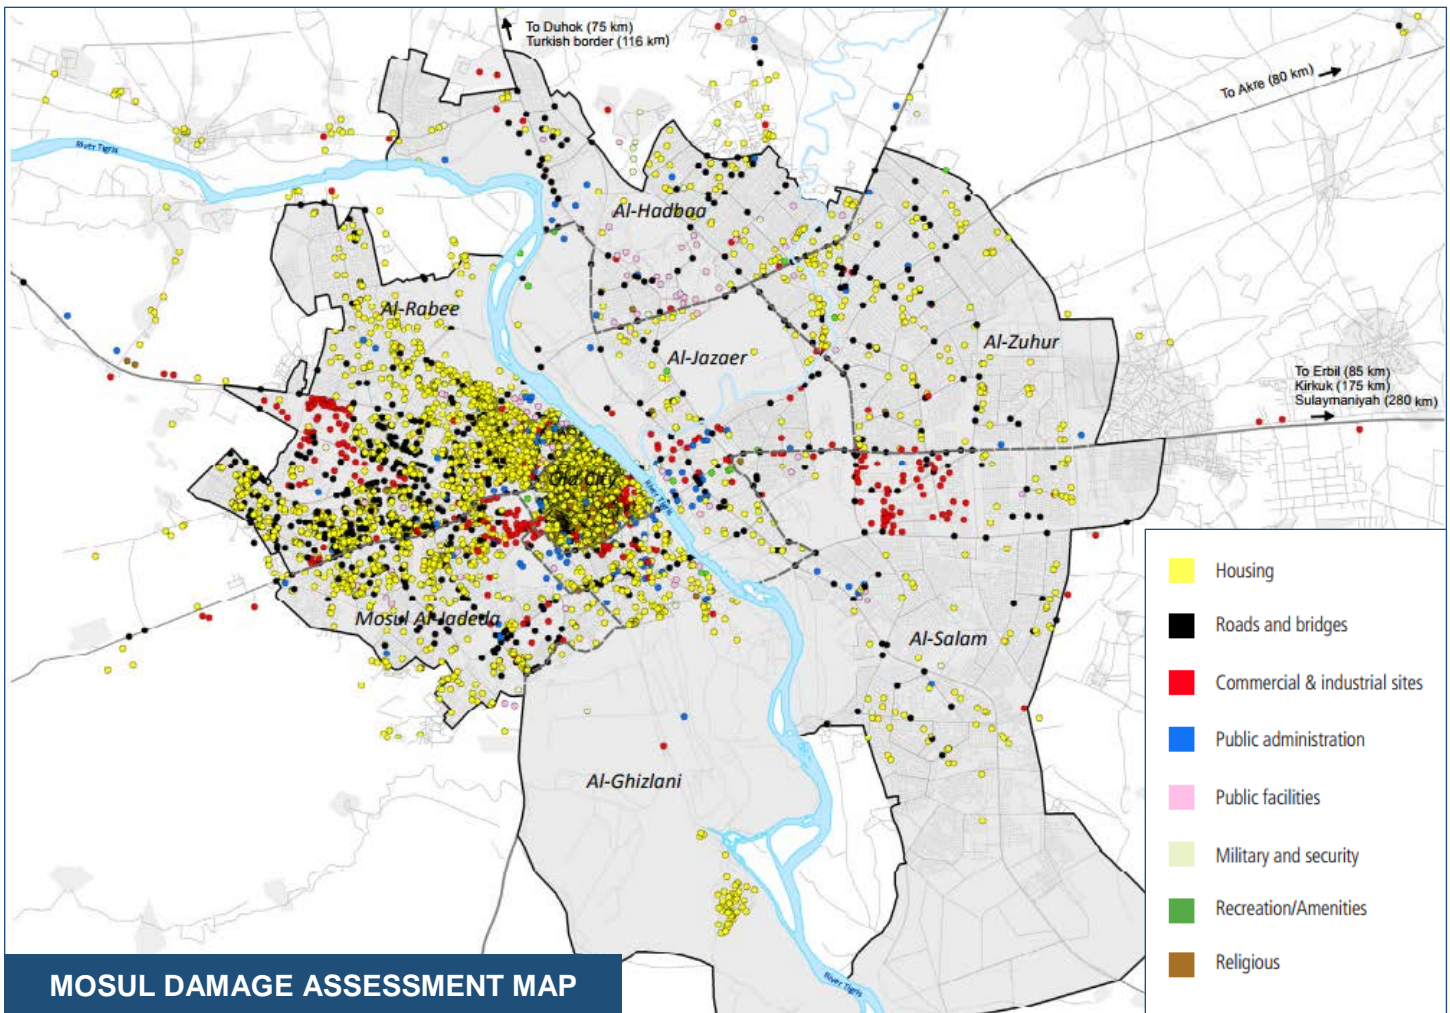 To Duhok (75 km)
Turkish border (116 km)
To Akre (80 km)
River Tigris
Al-Hadbaa
Al-Rabee
Al-Jazaer
Al-Zuhur
To Erbil (85 km)
Kirkuk (175 km)
Sulaymaniyah (280 km)
Old City
River Tigris
Mosul Al-Jadeda
Al-Salam
Al-Ghizlani
River Tigris
Housing
Roads and bridges
Commercial & industrial sites
Public administration
Public facilities
Military and security
Recreation/Amenities
Religious
MOSUL DAMAGE ASSESSMENT MAP